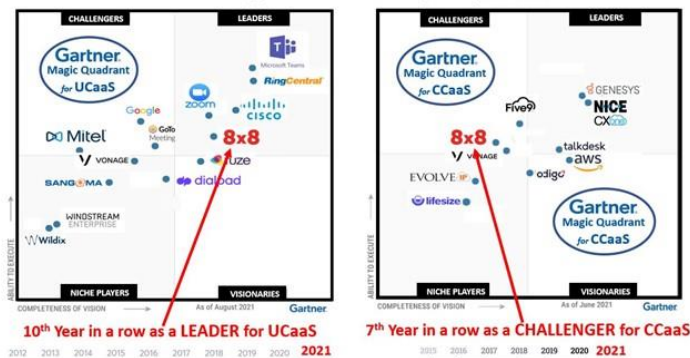 CHALLENGERS
LEADERS
Gartner
Magic Quadrant
for UCaaS
Microsoft Teams
RingCentral
zoom
Google
CISCO
GoTo
Meeting
Mitel
8x8
VONAGE
fuze
SANGOMA
dialpad
WINDSTREAM
ENTERPRISE
Wildix
ABILITY TO EXECUTE
NICHE PLAYERS
VISIONARIES
COMPLETENESS OF VISION
As of August 2021
Gartner
10th Year in a row as a LEADER for UCaaS
2012 2013 2014 2015 2016 2017 2018 2019 2020 2021
CHALLENGERS
LEADERS
Gartner
Magic Quadrant
for CCaaS
GENESYS
Five9
NICE
CXone
8x8
VONAGE
talkdesk
aws
EVOLVE IP
odigo
lifesize
Gartner
Magic Quadrant
for CCaaS
ABILITY TO EXECUTE
NICHE PLAYERS
VISIONARIES
COMPLETENESS OF VISION
As of June 2021
Gartner
7th Year in a row as a CHALLENGER for CCaaS
2015 2016 2017 2018 2019 2020 2021